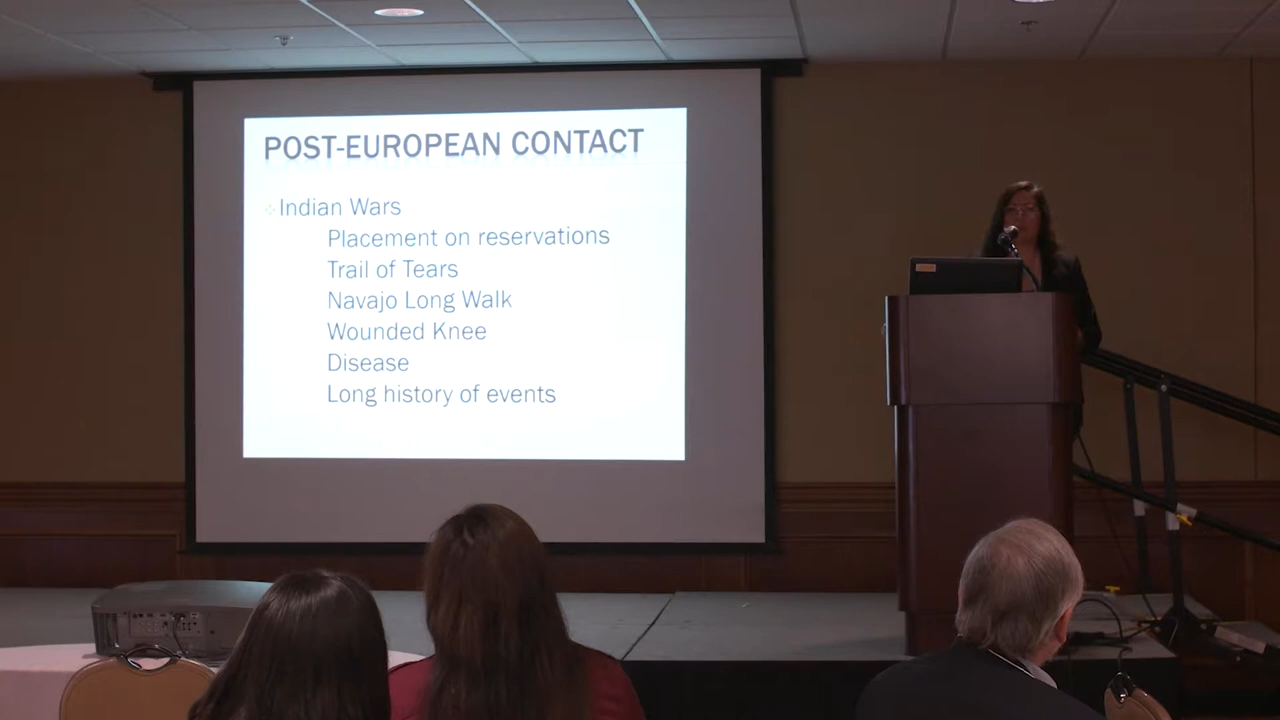 POST-EUROPEAN CONTACT
Indian Wars
Placement on reservations
Trail of Tears
Navajo Long Walk
Wounded Knee
Disease
Long history of events